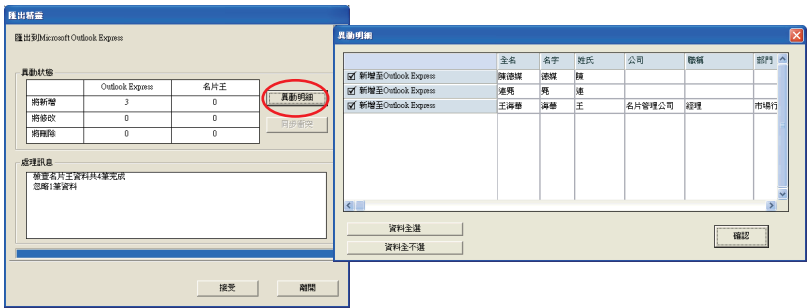 匯出精靈
匯出到Microsoft Outlook Express
異動狀態
Outlook Express 名片王
將新增 3 0
將修改 0 0
將刪除 0 0
異動明細
同步衝突
處理訊息
檢查名片王資料共4筆完成
忽略1筆資料
接受 離開
異動明細
全名 名字 姓氏 公司 職稱 部門
新增至Outlook Express 陳德媒 德媒 陳
新增至Outlook Express 連堯 堯 連
新增至Outlook Express 王海華 海華 王 名片管理公司 經理 市場行
資料全選
資料全不選
確認